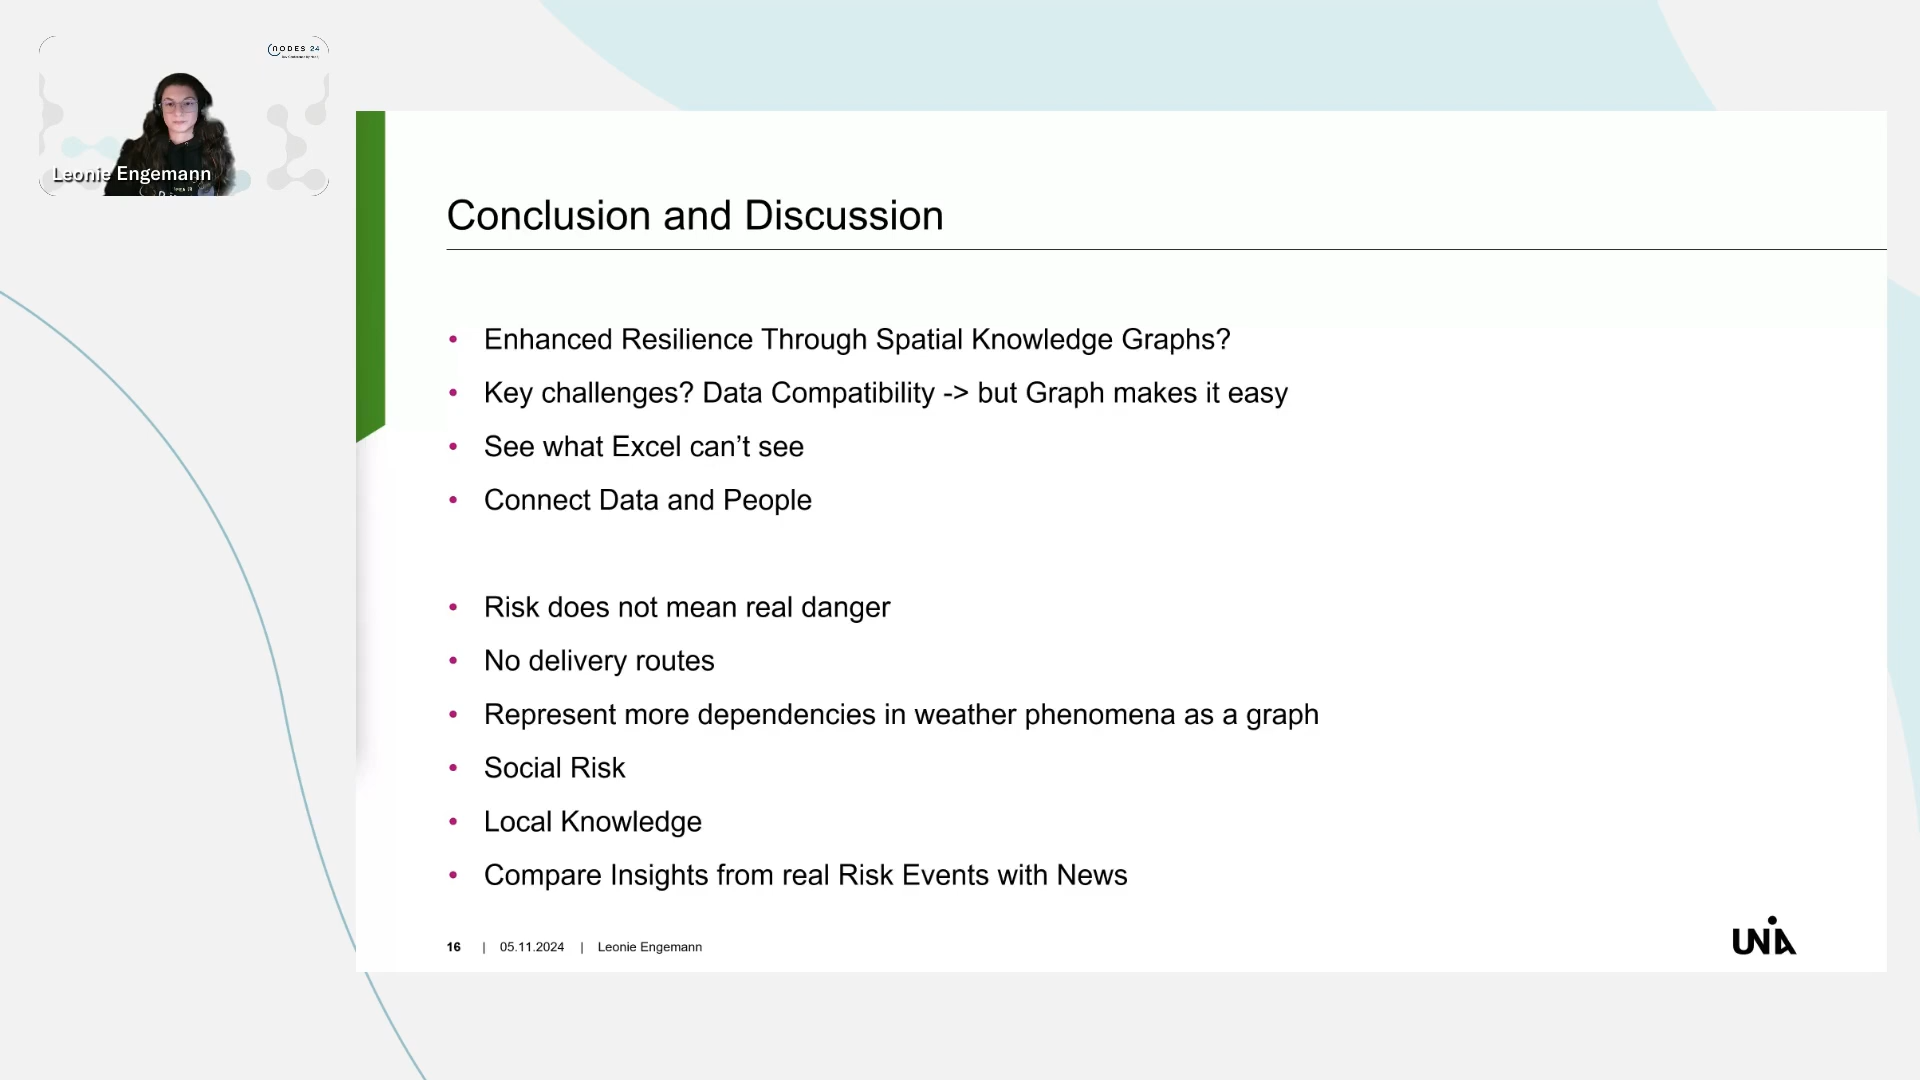 NODES 24
Leonie Engemann
Conclusion and Discussion
• Enhanced Resilience Through Spatial Knowledge Graphs?
• Key challenges? Data Compatibility -> but Graph makes it easy
• See what Excel can’t see
• Connect Data and People
• Risk does not mean real danger
• No delivery routes
• Represent more dependencies in weather phenomena as a graph
• Social Risk
• Local Knowledge
• Compare Insights from real Risk Events with News
16 | 05.11.2024 | Leonie Engemann
UNIA